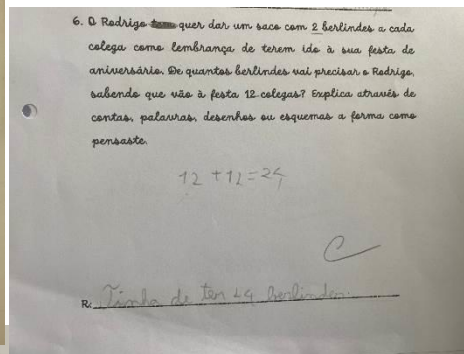 6. O Rodrigo quer dar um saco com 2 berlindes a cada
colega como lembrança de terem ido à sua festa de
aniversário. De quantos berlindes vai precisar o Rodrigo,
sabendo que vão à festa 12 colegas? Explica através de
contas, palavras, desenhos ou esquemas a forma como
pensaste.
12 + 12 = 24
C
R. Tinha de ter 24 berlindes.